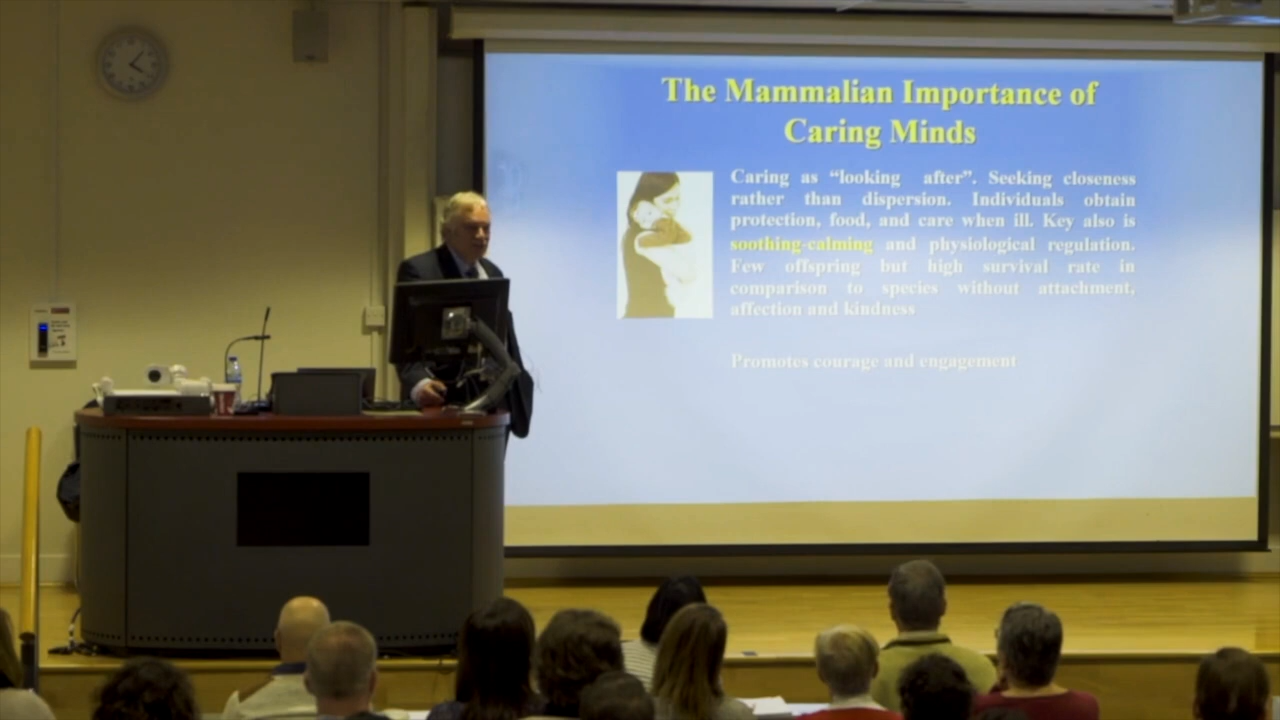 The Mammalian Importance of
Caring Minds
Caring as “looking after”. Seeking closeness
rather than dispersion. Individuals obtain
protection, food, and care when ill. Key also is
soothing-calming and physiological regulation.
Few offspring but high survival rate in
comparison to species without attachment,
affection and kindness
Promotes courage and engagement